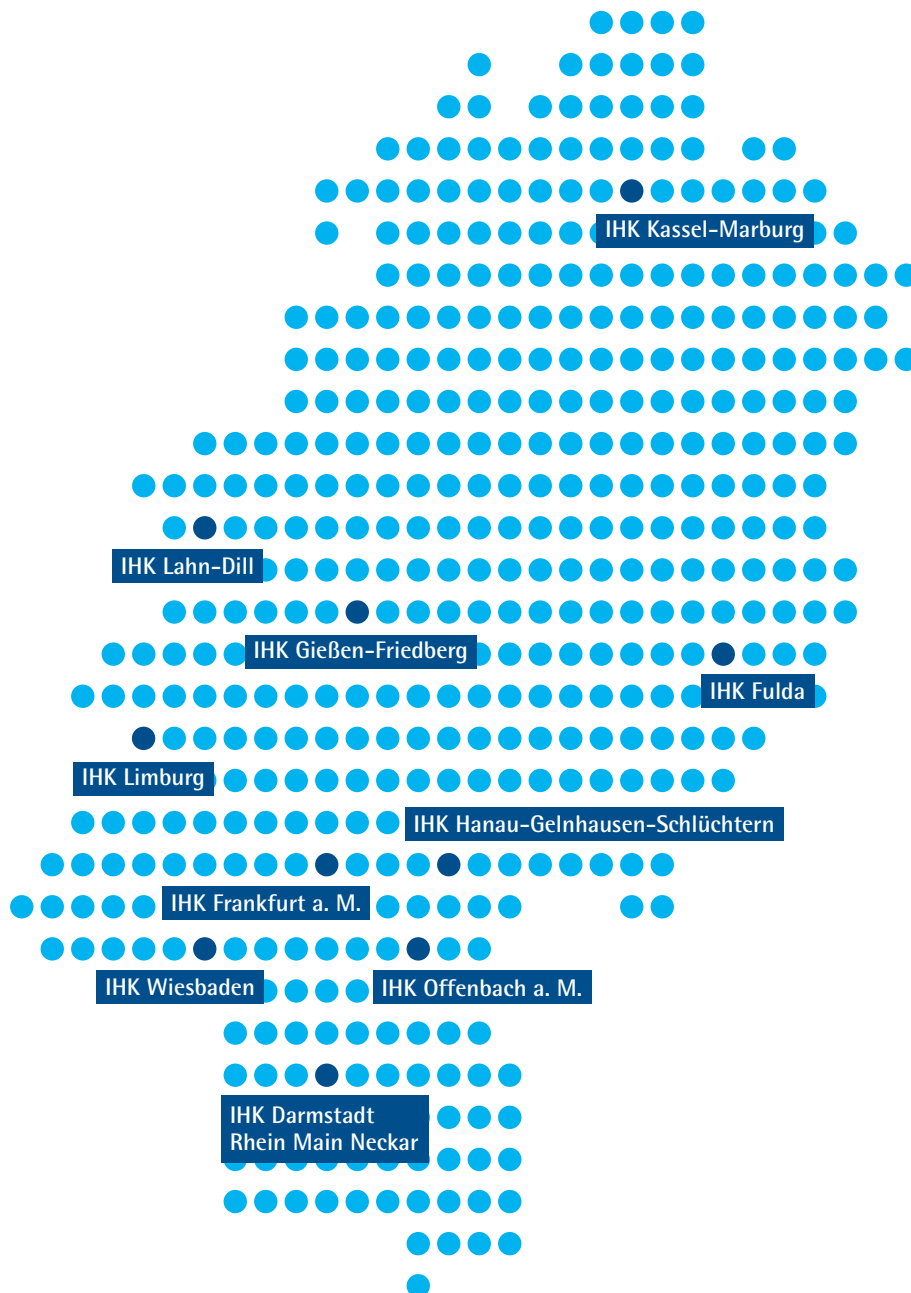 IHK Kassel-Marburg
IHK Lahn-Dill
IHK Gießen-Friedberg
IHK Fulda
IHK Limburg
IHK Hanau-Gelnhausen-Schlüchtern
IHK Frankfurt a. M.
IHK Wiesbaden
IHK Offenbach a. M.
IHK Darmstadt
Rhein Main Neckar